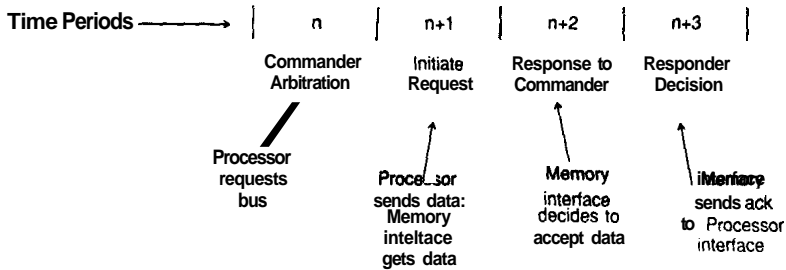 Time Periods
n n+1 n+2 n+3
Commander Initiate Response to Responder
Arbitration Request Commander Decision
Processor
requests
bus
sends data:
Memory
inteltace
gets data
Memory
interface
decides to
accept data
sends ack
to Processor
interface